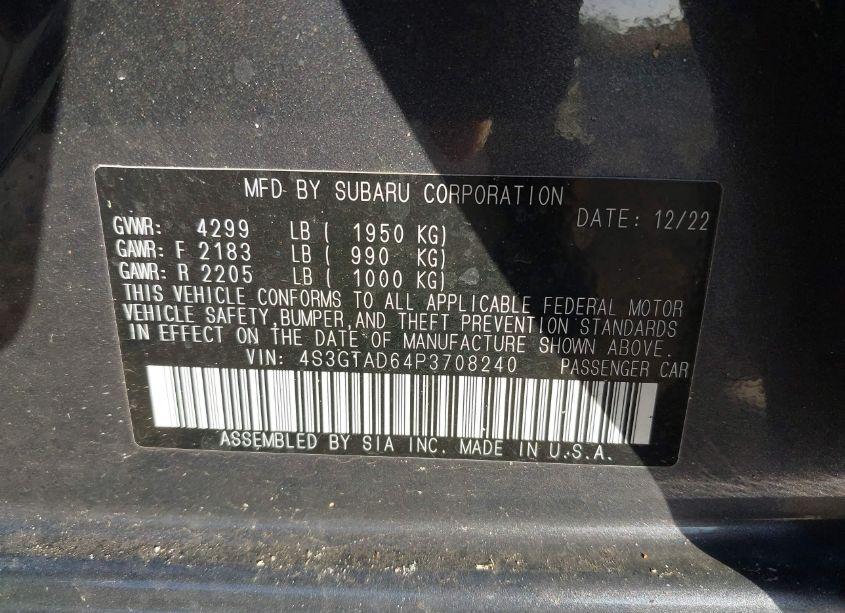 MFD BY SUBARU CORPORATION
DATE: 12/22
GVWR: 4299 LB ( 1950 KG)
GAWR: F 2183 LB ( 990 KG)
GAWR: R 2205 LB ( 1000 KG)
THIS VEHICLE CONFORMS TO ALL APPLICABLE FEDERAL MOTOR
VEHICLE SAFETY,BUMPER,AND THEFT PREVENTION STANDARDS
IN EFFECT ON THE DATE OF MANUFACTURE SHOWN ABOVE.
VIN: 4S3GTAD64P3708240 PASSENGER CAR
ASSEMBLED BY SIA INC. MADE IN U.S.A.